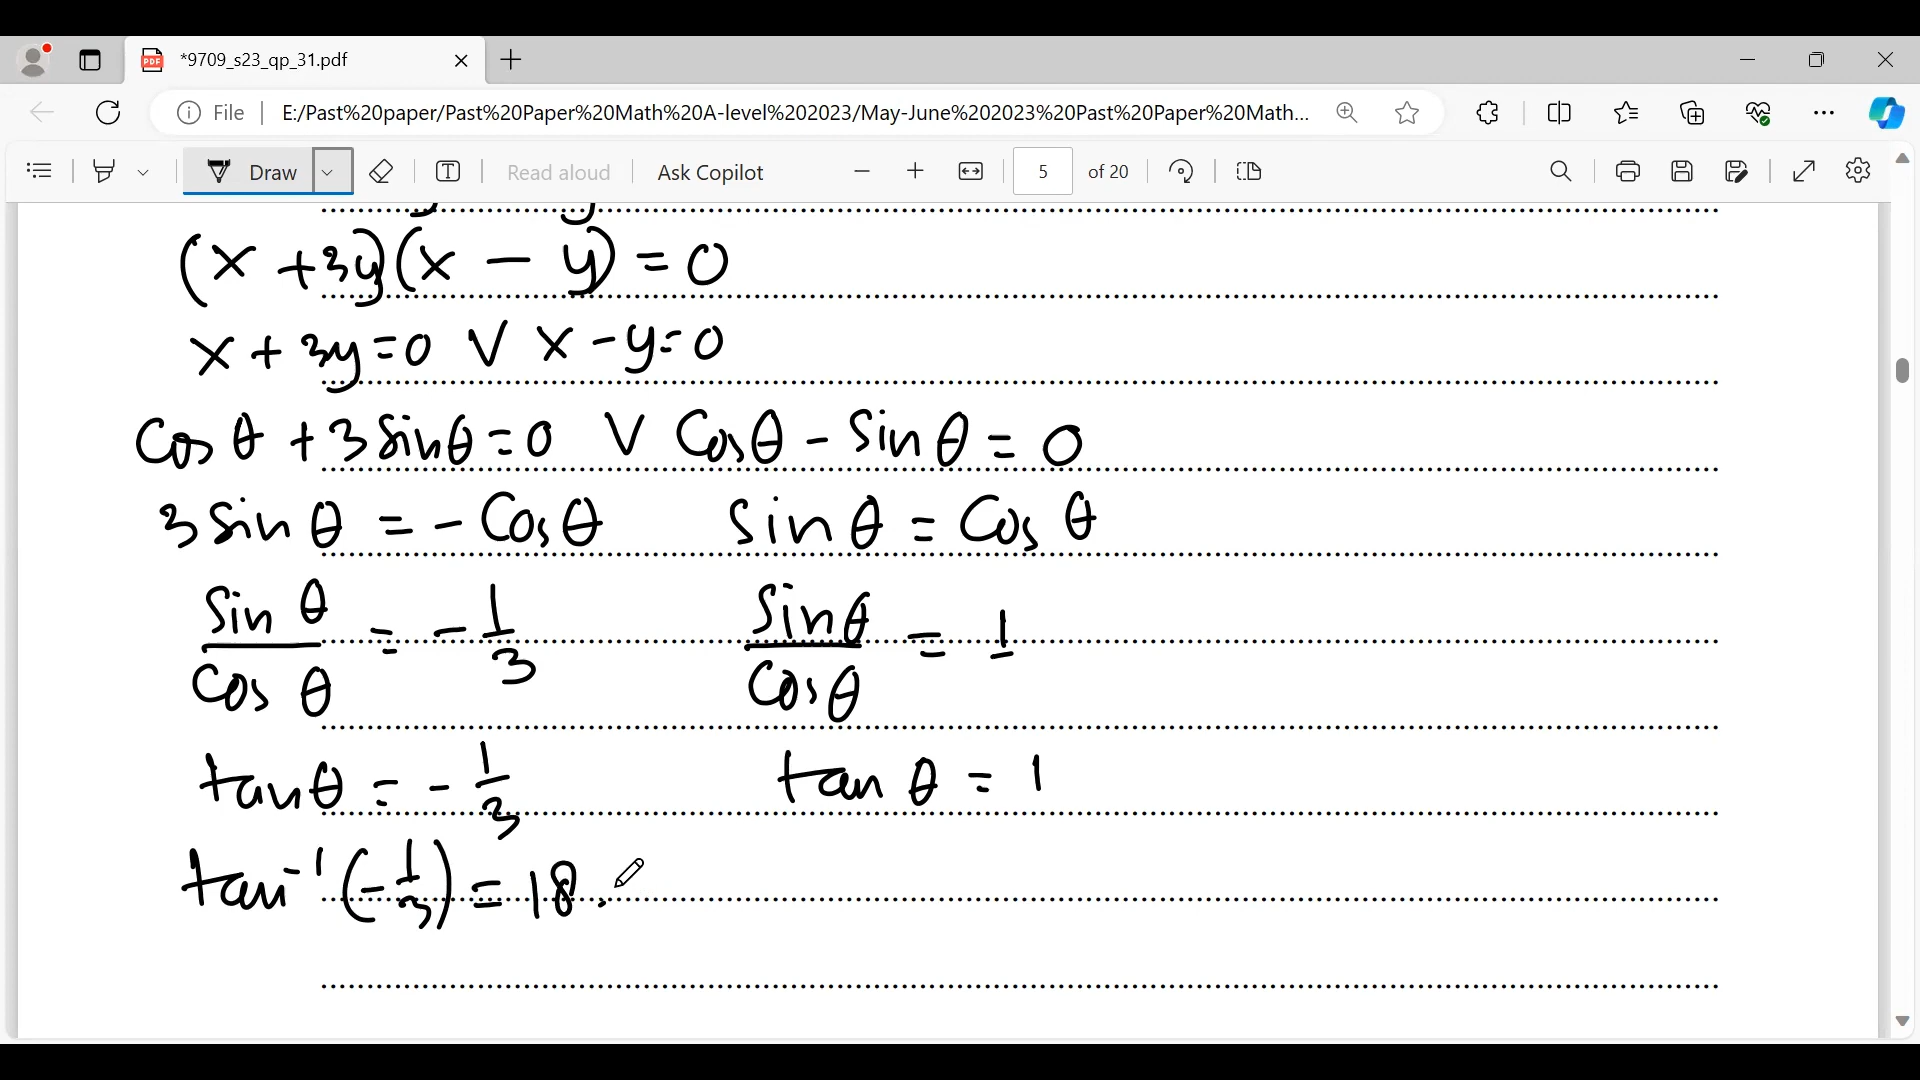 *9709_s23_qp_31.pdf
File E:/Past%20paper/Past%20Paper%20Math%20A-level%202023/May-June%202023%20Past%20Paper%20Math...
Draw Read aloud Ask Copilot 5 of 20
(x + 3y)(x - y) = 0
x + 3y = 0 V x - y = 0
Cos θ + 3 Sin θ = 0 V Cos θ - Sin θ = 0
3 Sin θ = - Cos θ Sin θ = Cos θ
Sin θ / Cos θ = - 1/3 Sin θ / Cos θ = 1
tan θ = - 1/3 tan θ = 1
tan⁻¹ (- 1/3) = 18.